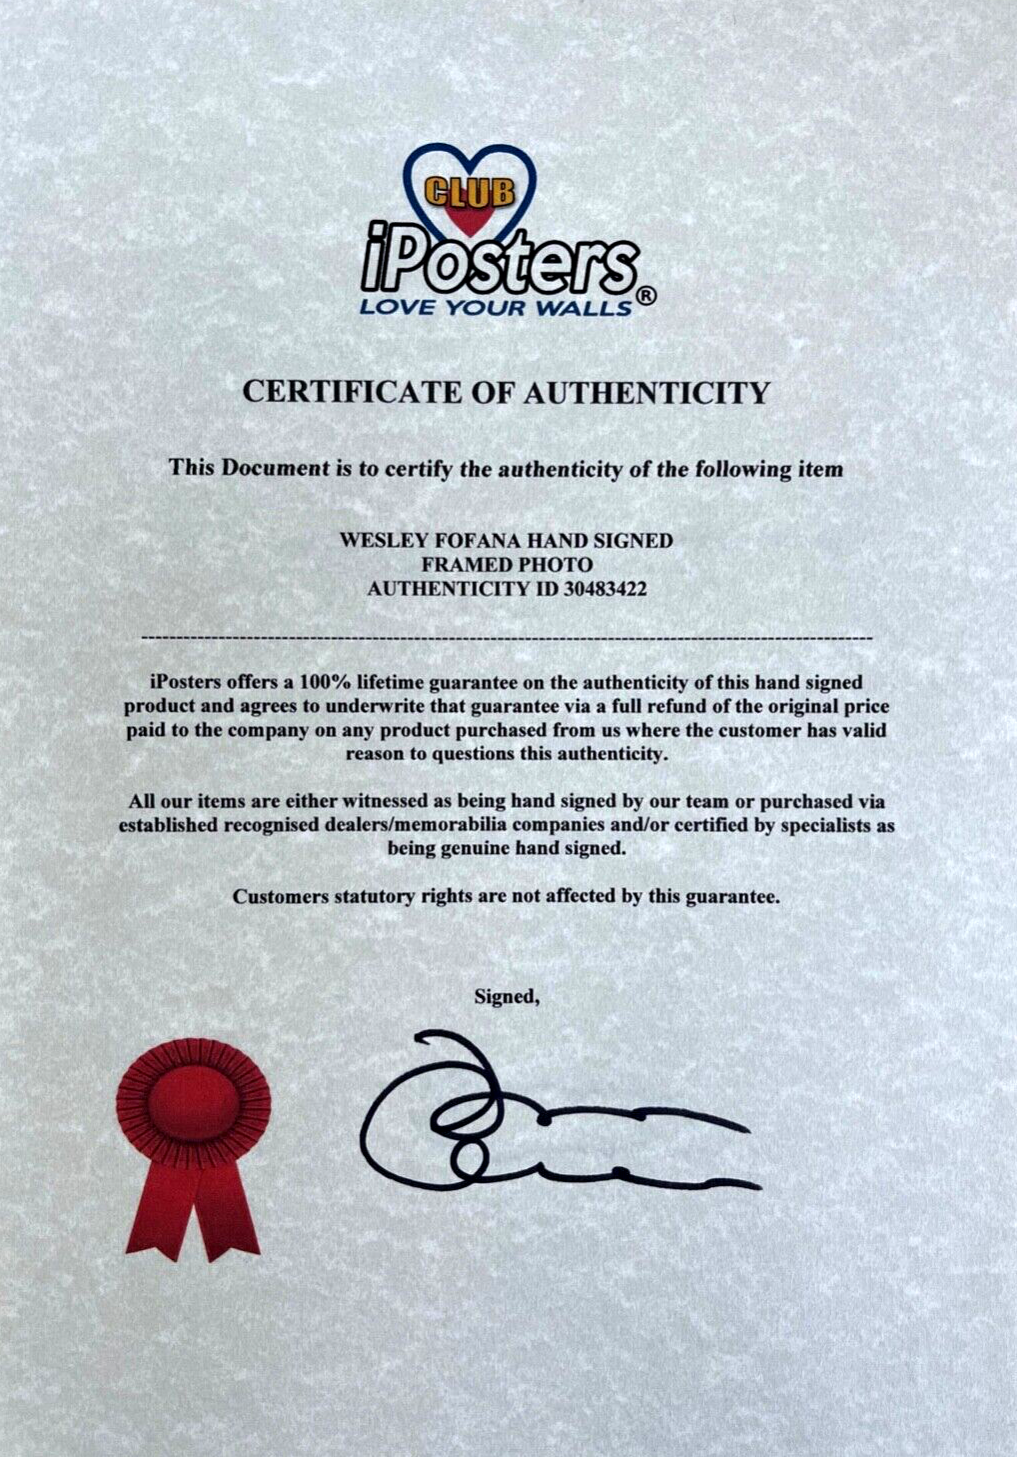 CLUB
iPosters®
LOVE YOUR WALLS
CERTIFICATE OF AUTHENTICITY
This Document is to certify the authenticity of the following item
WESLEY FOFANA HAND SIGNED
FRAMED PHOTO
AUTHENTICITY ID 30483422
iPosters offers a 100% lifetime guarantee on the authenticity of this hand signed
product and agrees to underwrite that guarantee via a full refund of the original price
paid to the company on any product purchased from us where the customer has valid
reason to questions this authenticity.
All our items are either witnessed as being hand signed by our team or purchased via
established recognised dealers/memorabilia companies and/or certified by specialists as
being genuine hand signed.
Customers statutory rights are not affected by this guarantee.
Signed,